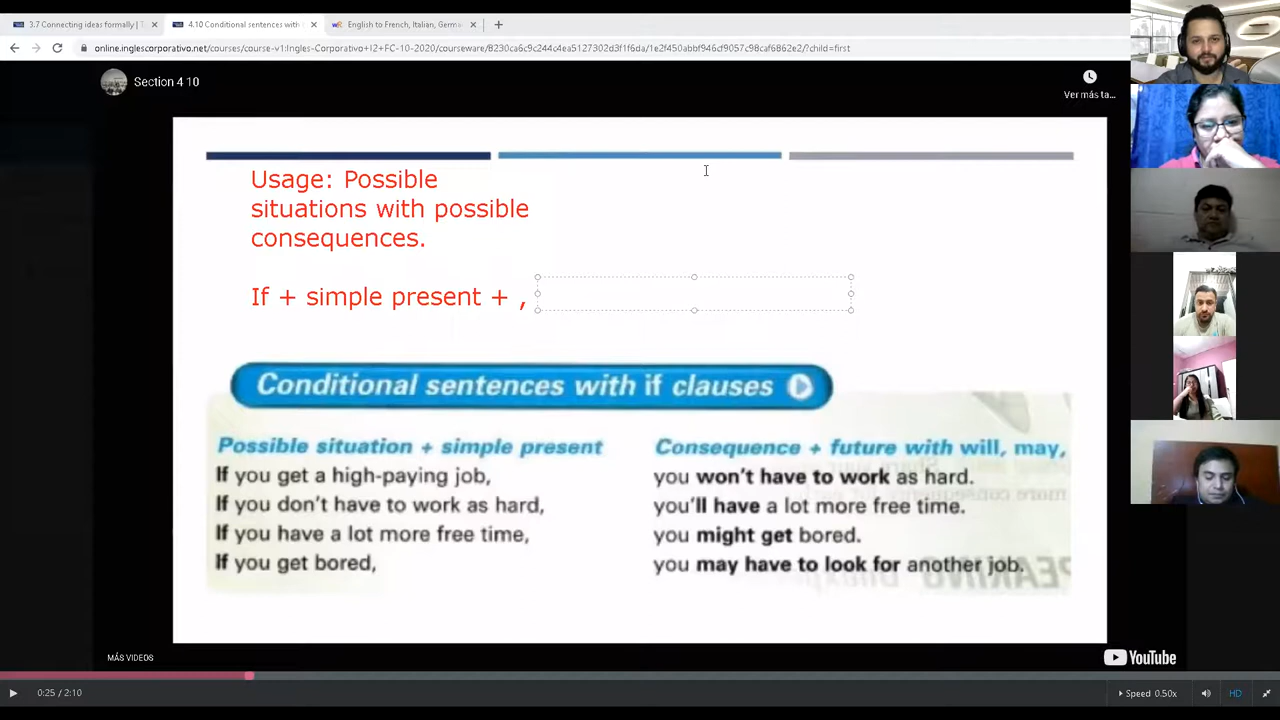 3.7 Connecting ideas formally | T
4.10 Conditional sentences with
English to French, Italian, Germa
online.inglescorporativo.net/courses/course-v1:Ingles-Corporativo+I2+FC-10-2020/courseware/8230ca6c9c244c4ea5127302d3f1f6da/1e2f450abbf946cf9057c98caf6862e2/?child=first
Section 4 10
Ver más ta...
Usage: Possible
situations with possible
consequences.
If + simple present + ,
Conditional sentences with if clauses
Possible situation + simple present
If you get a high-paying job,
If you don't have to work as hard,
If you have a lot more free time,
If you get bored,
Consequence + future with will, may,
you won't have to work as hard.
you'll have a lot more free time.
you might get bored.
you may have to look for another job.
MÁS VIDEOS
YouTube
0:25 / 2:10
Speed 0.50x
HD